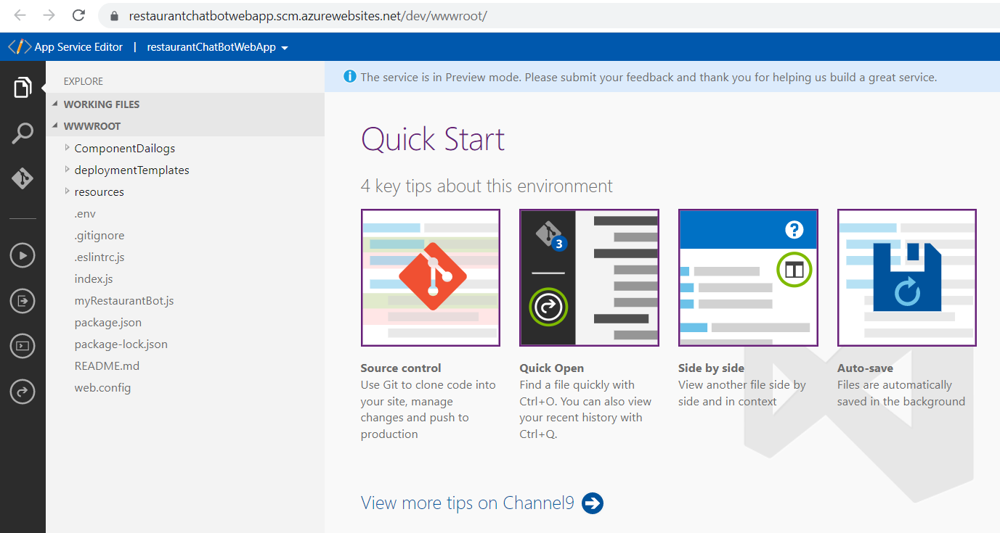 restaurantchatbotwebapp.scm.azurewebsites.net/dev/wwwroot/
App Service Editor | restaurantChatBotWebApp
EXPLORE
WORKING FILES
WWWROOT
ComponentDailogs
deploymentTemplates
resources
.env
.gitignore
.eslintrc.js
index.js
myRestaurantBot.js
package.json
package-lock.json
README.md
web.config
The service is in Preview mode. Please submit your feedback and thank you for helping us build a great service.
Quick Start
4 key tips about this environment
3
?
Source control
Use Git to clone code into
your site, manage
changes and push to
production
Quick Open
Find a file quickly with
Ctrl+O. You can also view
your recent history with
Ctrl+Q.
Side by side
View another file side by
side and in context
Auto-save
Files are automatically
saved in the background
View more tips on Channel9